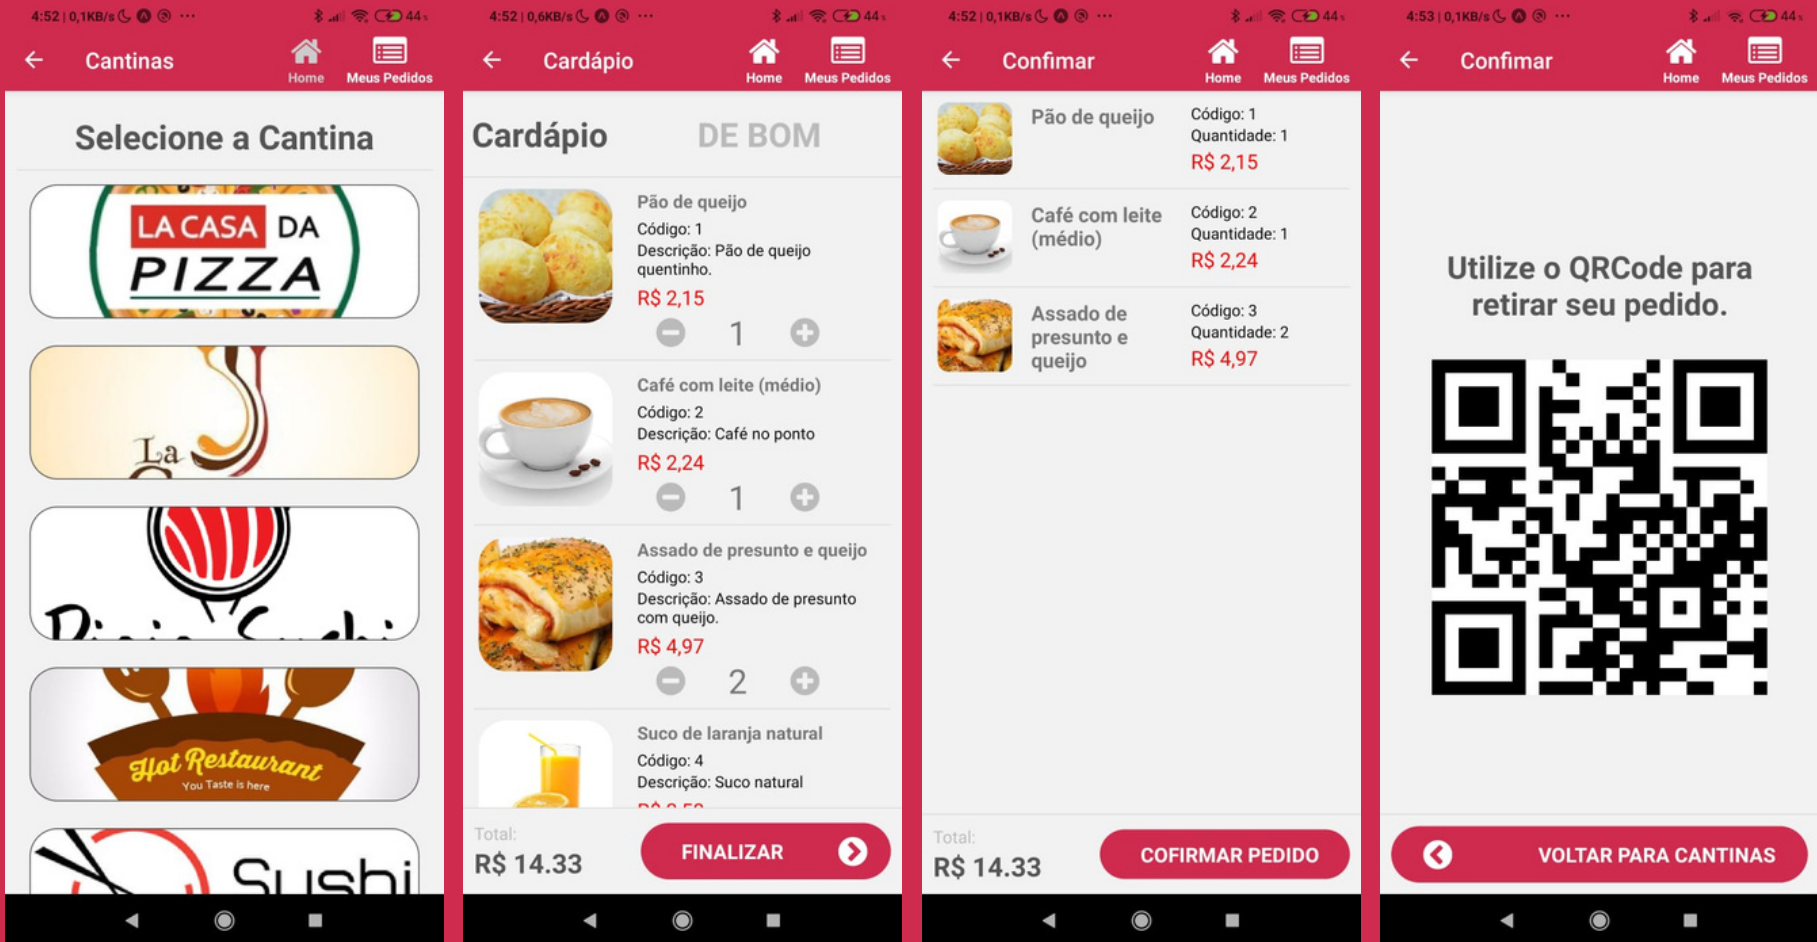 4:52 | 0,1KB/s
44
Cantinas
Home
Meus Pedidos
Selecione a Cantina
LA CASA DA
PIZZA
La
Hot Restaurant
You Taste is here
Sushi
4:52 | 0,6KB/s
44
Cardápio
Home
Meus Pedidos
Cardápio
DE BOM
Pão de queijo
Código: 1
Descrição: Pão de queijo
quentinho.
R$ 2,15
1
Café com leite (médio)
Código: 2
Descrição: Café no ponto
R$ 2,24
1
Assado de presunto e queijo
Código: 3
Descrição: Assado de presunto
com queijo.
R$ 4,97
2
Suco de laranja natural
Código: 4
Descrição: Suco natural
Total:
R$ 14.33
FINALIZAR
4:52 | 0,1KB/s
44
Confimar
Home
Meus Pedidos
Pão de queijo
Código: 1
Quantidade: 1
R$ 2,15
Café com leite
(médio)
Código: 2
Quantidade: 1
R$ 2,24
Assado de
presunto e
queijo
Código: 3
Quantidade: 2
R$ 4,97
Total:
R$ 14.33
COFIRMAR PEDIDO
4:53 | 0,1KB/s
44
Confimar
Home
Meus Pedidos
Utilize o QRCode para
retirar seu pedido.
VOLTAR PARA CANTINAS